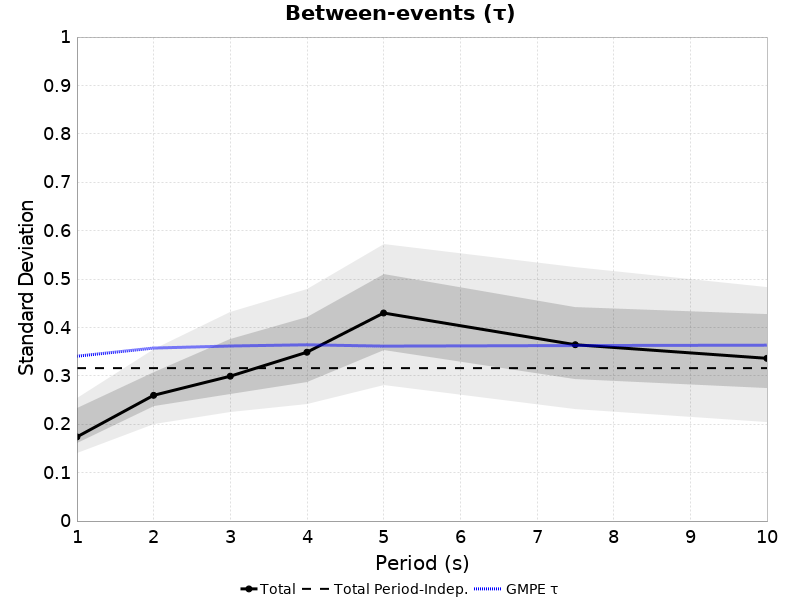 Between-events (τ)
1
0.9
0.8
0.7
0.6
0.5
0.4
0.3
0.2
0.1
0
Standard Deviation
1 2 3 4 5 6 7 8 9 10
Period (s)
Total Total Period-Indep. GMPE τ